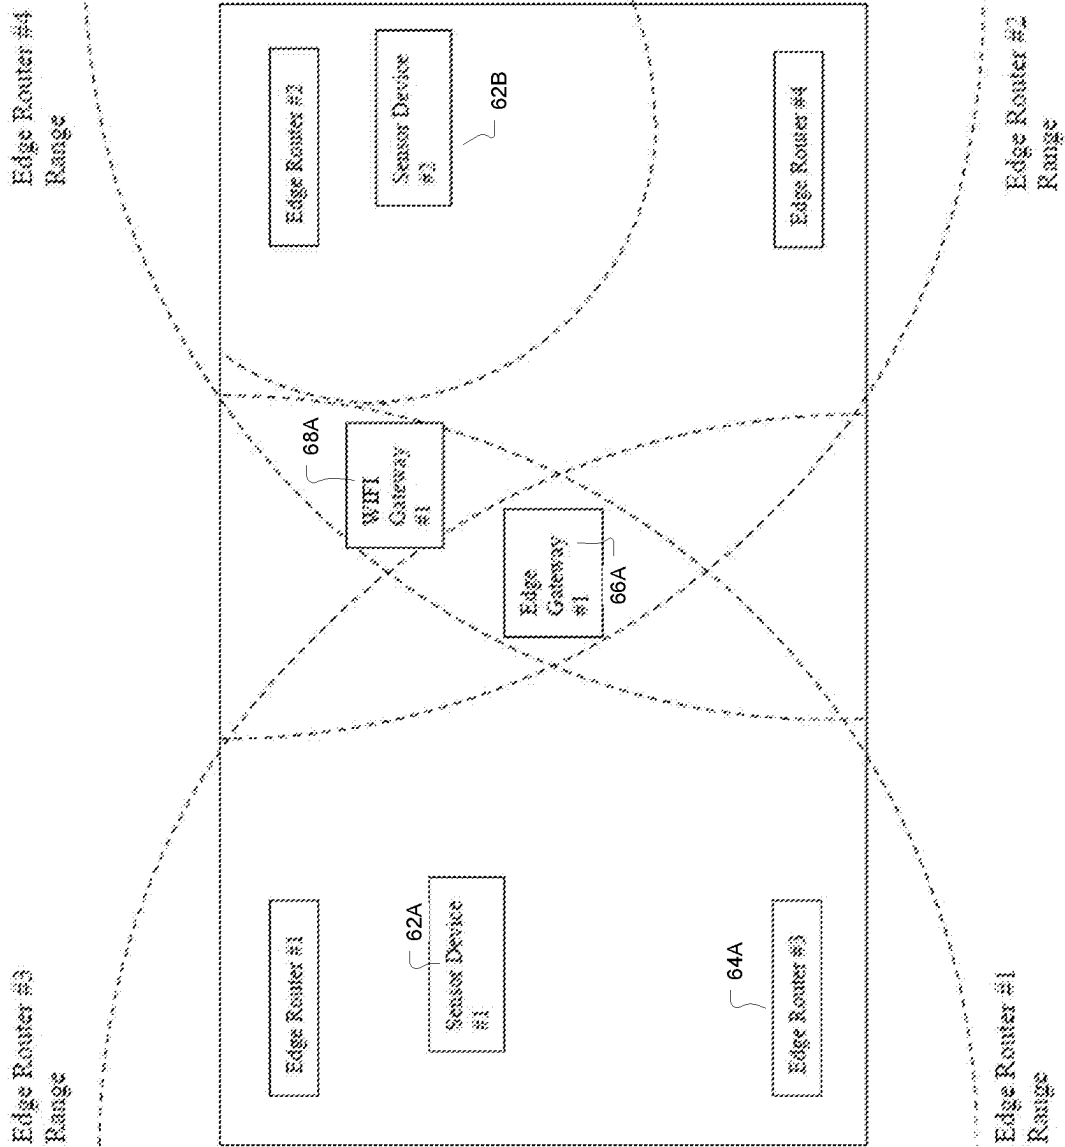 Edge Router #3
Range
Edge Router #4
Range
Edge Router #1
Edge Router #2
68A
WIFI
Gateway
#1
Sensor Device
#2
62B
62A
Sensor Device
#1
Edge
Gateway
#1
66A
64A
Edge Router #3
Edge Router #4
Edge Router #1
Range
Edge Router #2
Range